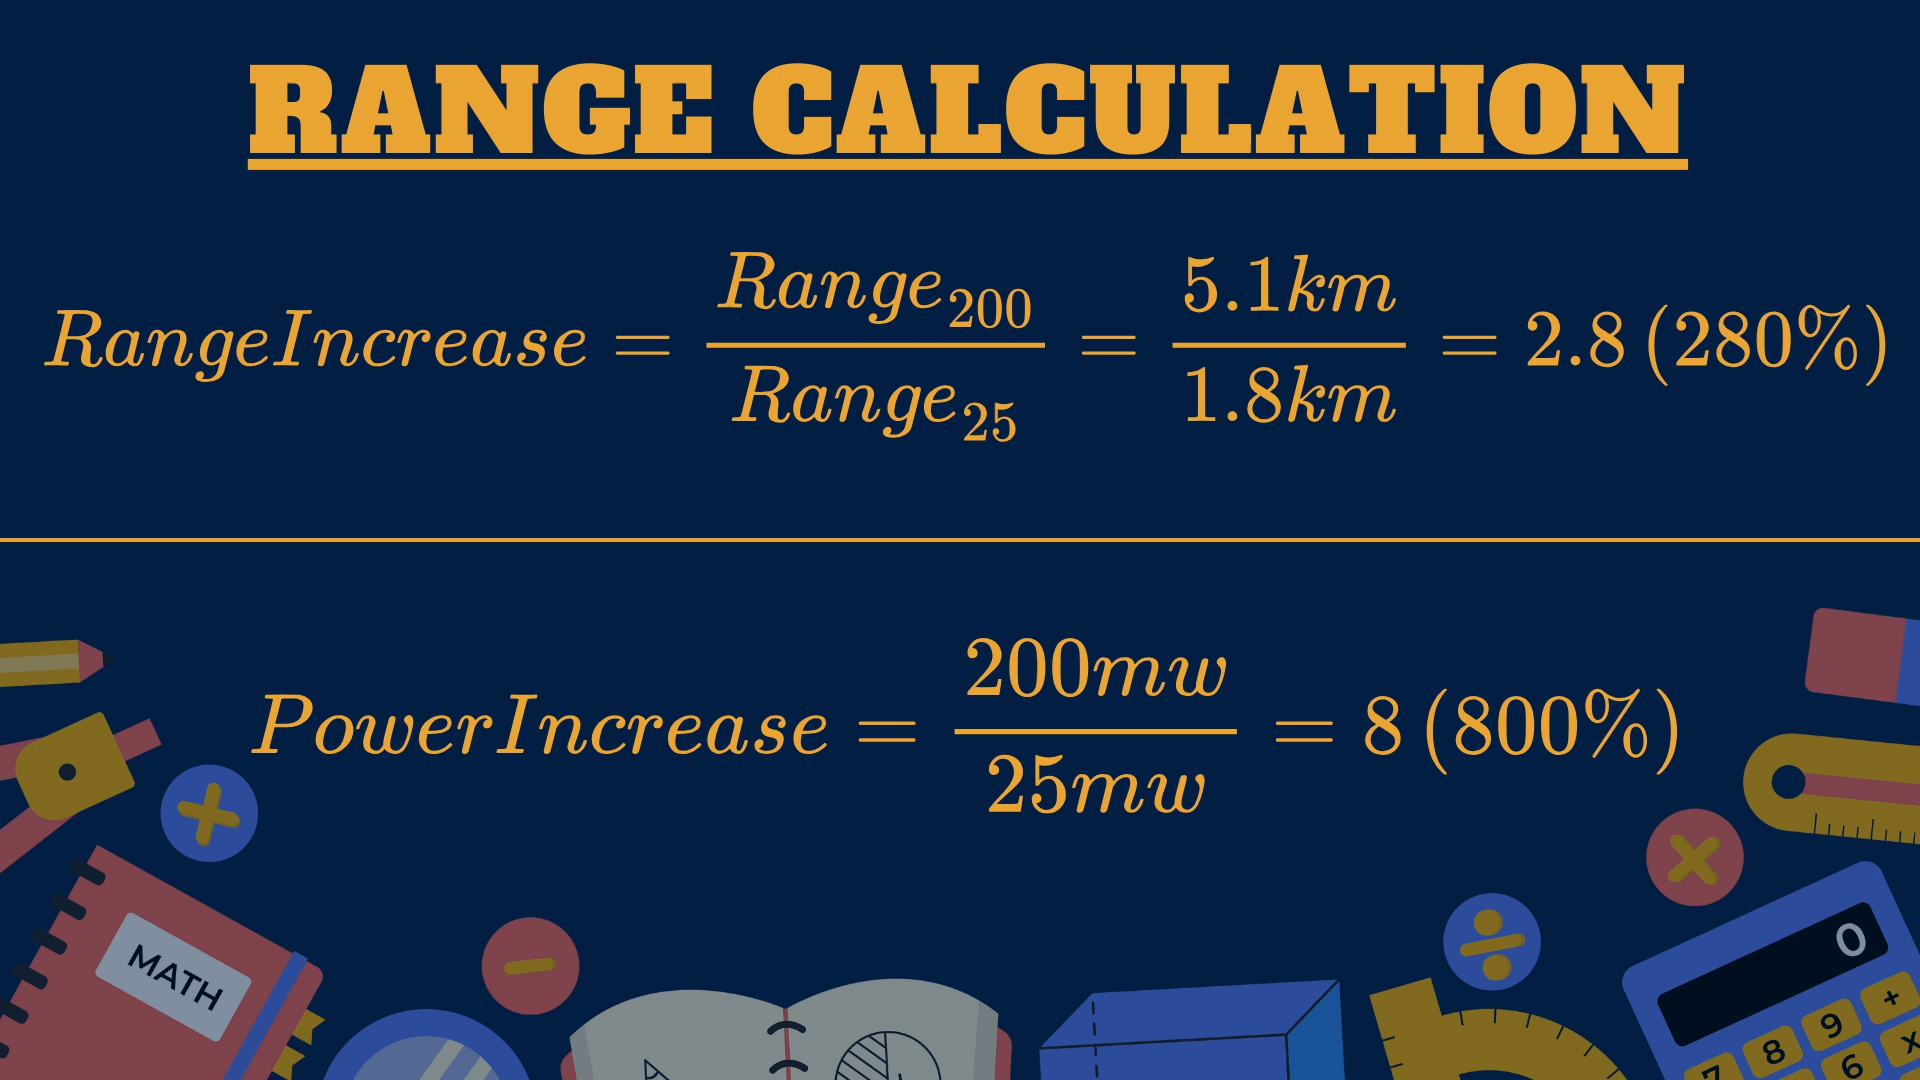 RANGE CALCULATION
RangeIncrease = Range₂₀₀ / Range₂₅ = 5.1km / 1.8km = 2.8 (280%)
PowerIncrease = 200mw / 25mw = 8 (800%)
MATH
0
+
9
8
7
x
6